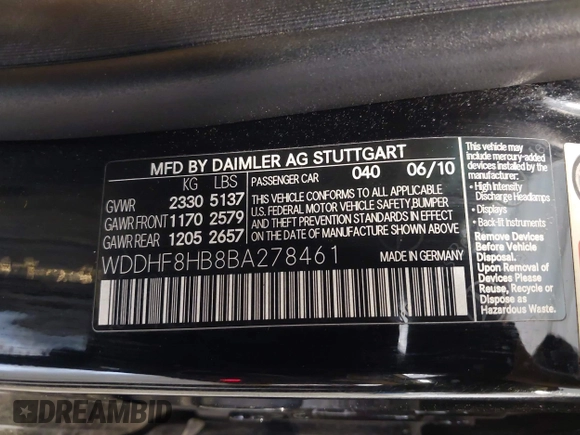 MFD BY DAIMLER AG STUTTGART
KG LBS
GVWR 2330 5137
GAWR FRONT 1170 2579
GAWR REAR 1205 2657
PASSENGER CAR 040 06/10
THIS VEHICLE CONFORMS TO ALL APPLICABLE
U.S. FEDERAL MOTOR VEHICLE SAFETY,BUMPER
AND THEFT PREVENTION STANDARDS IN EFFECT
ON THE DATE OF MANUFACTURE SHOWN ABOVE.
WDDHF8HB8BA278461 MADE IN GERMANY
This vehicle may
include mercury-added
devices installed by the
manufacturer:
• High Intensity
Discharge Headlamps
• Displays
• Back-lit Instruments
Remove Devices
Before Vehicle
Disposal.
Upon Removal
of Devices Please
Reuse, Recycle or
Dispose as
Hazardous Waste.
DREAMBID